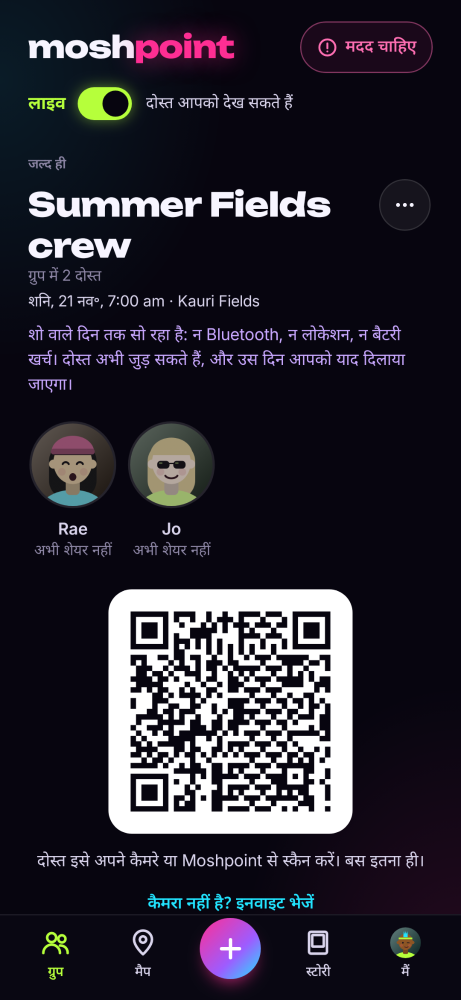 moshpoint
मदद चाहिए
लाइव
दोस्त आपको देख सकते हैं
जल्द ही
Summer Fields
crew
ग्रुप में 2 दोस्त
शनि, 21 नव॰, 7:00 am · Kauri Fields
शो वाले दिन तक सो रहा है: न Bluetooth, न लोकेशन, न बैटरी
खर्च। दोस्त अभी जुड़ सकते हैं, और उस दिन आपको याद दिलाया
जाएगा।
Rae
Jo
अभी शेयर नहीं
अभी शेयर नहीं
दोस्त इसे अपने कैमरे या Moshpoint से स्कैन करें। बस इतना ही।
कैमरा नहीं है? इनवाइट भेजें
ग्रुप
मैप
स्टोरी
मैं